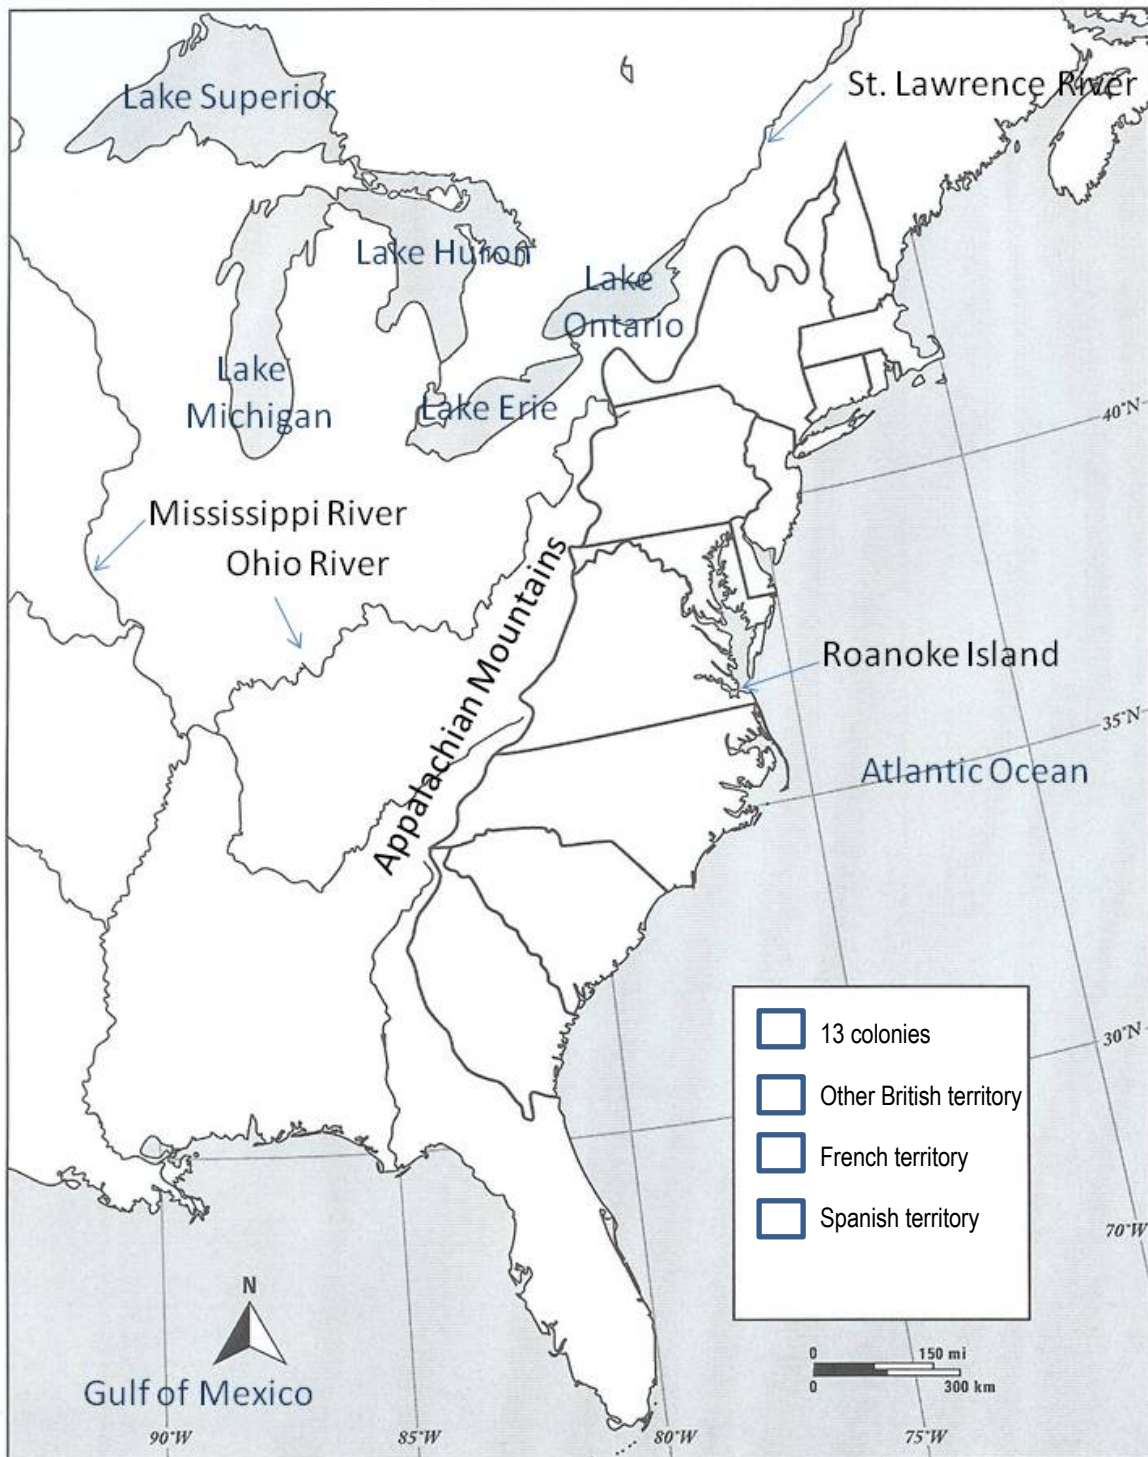 St. Lawrence River
Lake Superior
Lake Huron
Lake
Ontario
Lake
Michigan
Lake Erie
40°N
Mississippi River
Ohio River
Appalachian Mountains
Roanoke Island
35°N
Atlantic Ocean
13 colonies
30°N
Other British territory
French territory
Spanish territory
70°W
N
0 150 mi
0 300 km
Gulf of Mexico
90°W
85°W
80°W
75°W